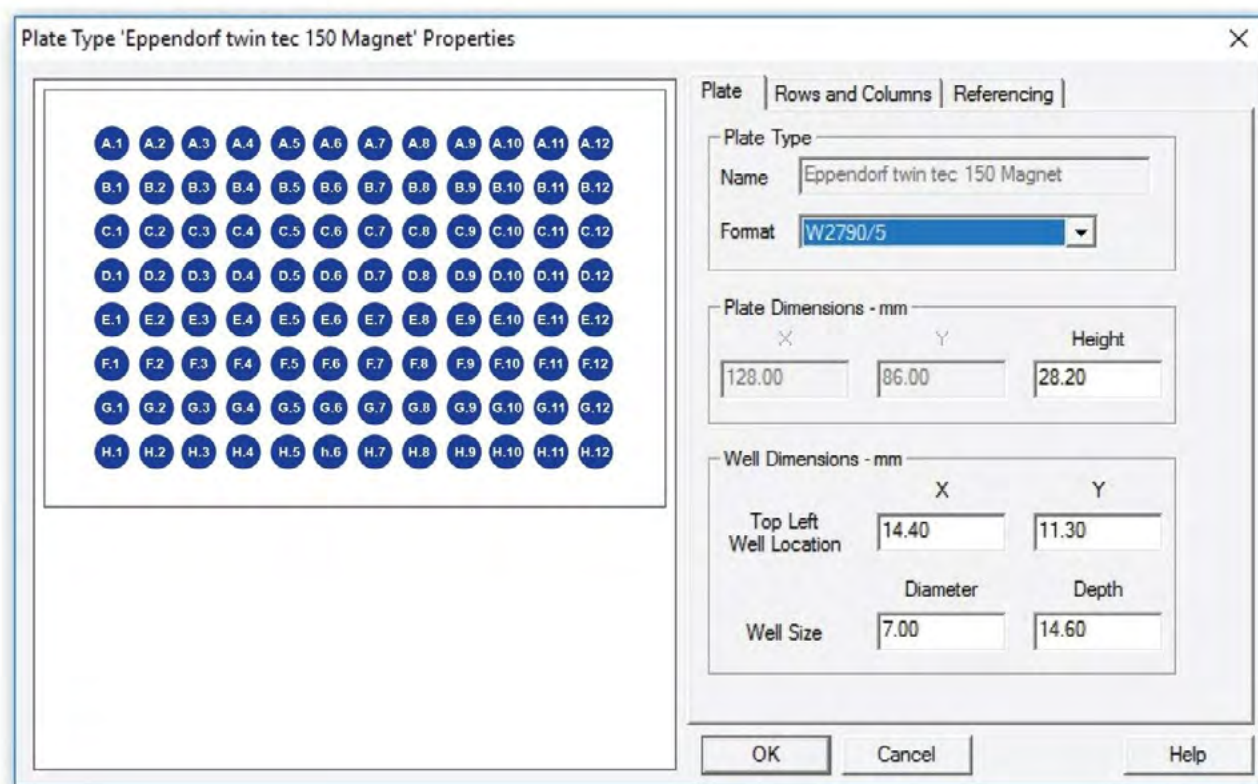 Plate Type 'Eppendorf twin tec 150 Magnet' Properties
A.1 A.2 A.3 A.4 A.5 A.6 A.7 A.8 A.9 A.10 A.11 A.12
B.1 B.2 B.3 B.4 B.5 B.6 B.7 B.8 B.9 B.10 B.11 B.12
C.1 C.2 C.3 C.4 C.5 C.6 C.7 C.8 C.9 C.10 C.11 C.12
D.1 D.2 D.3 D.4 D.5 D.6 D.7 D.8 D.9 D.10 D.11 D.12
E.1 E.2 E.3 E.4 E.5 E.6 E.7 E.8 E.9 E.10 E.11 E.12
F.1 F.2 F.3 F.4 F.5 F.6 F.7 F.8 F.9 F.10 F.11 F.12
G.1 G.2 G.3 G.4 G.5 G.6 G.7 G.8 G.9 G.10 G.11 G.12
H.1 H.2 H.3 H.4 H.5 h.6 H.7 H.8 H.9 H.10 H.11 H.12
Plate Rows and Columns Referencing
Plate Type
Name Eppendorf twin tec 150 Magnet
Format W2790/5
Plate Dimensions - mm
X Y Height
128.00 86.00 28.20
Well Dimensions - mm
X Y
Top Left
Well Location 14.40 11.30
Diameter Depth
Well Size 7.00 14.60
OK Cancel Help